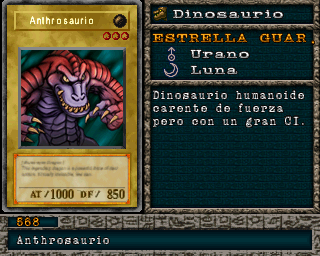 Anthrosaurio
AT/1000 DF/ 850
Dinosaurio
ESTRELLA GUAR.
Urano
Luna
Dinosaurio humanoide
carente de fuerza
pero con un gran CI.
568
Anthrosaurio